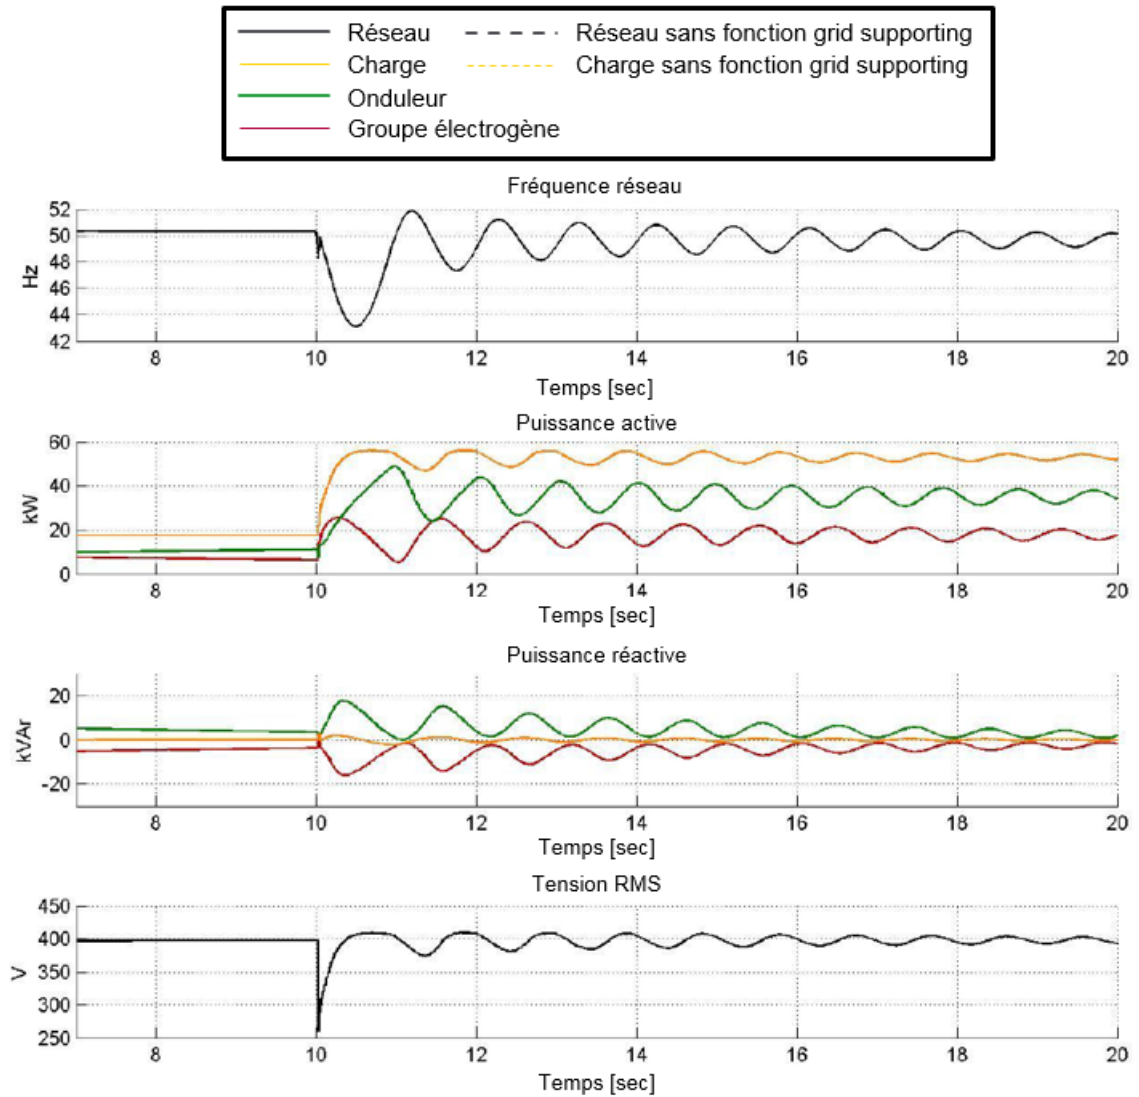 Réseau
Réseau sans fonction grid supporting
Charge
Charge sans fonction grid supporting
Onduleur
Groupe électrogène
Fréquence réseau
52
50
48
46
44
42
Hz
8 10 12 14 16 18 20
Temps [sec]
Puissance active
60
40
20
0
kW
8 10 12 14 16 18 20
Temps [sec]
Puissance réactive
20
0
-20
kVAr
8 10 12 14 16 18 20
Temps [sec]
Tension RMS
450
400
350
300
250
V
8 10 12 14 16 18 20
Temps [sec]